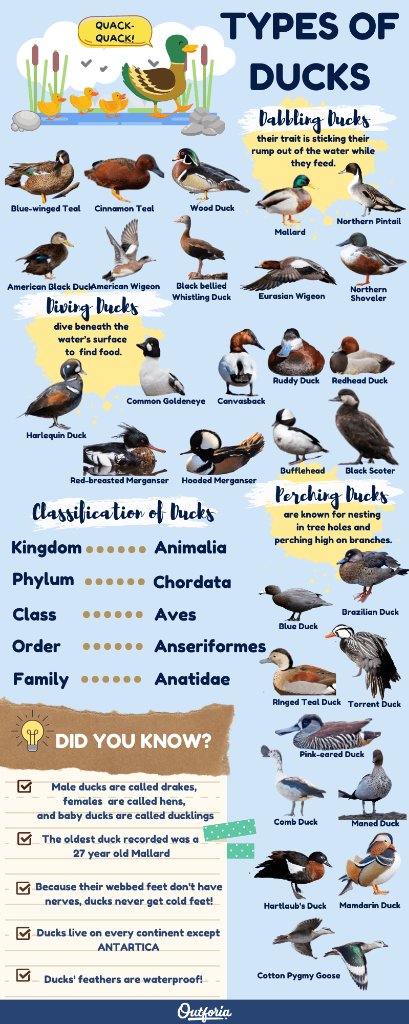 QUACK-
QUACK!
TYPES OF
DUCKS
Dabbling Ducks
their trait is sticking their
rump out of the water while
they feed.
Blue-winged Teal
Cinnamon Teal
Wood Duck
Mallard
Northern Pintail
American Black Duck
American Wigeon
Black bellied
Whistling Duck
Eurasian Wigeon
Northern
Shoveler
Diving Ducks
dive beneath the
water's surface
to find food.
Harlequin Duck
Common Goldeneye
Canvasback
Ruddy Duck
Redhead Duck
Red-breasted Merganser
Hooded Merganser
Bufflehead
Black Scoter
Classification of Ducks
Kingdom Animalia
Phylum Chordata
Class Aves
Order Anseriformes
Family Anatidae
Perching Ducks
are known for nesting
in tree holes and
perching high on branches.
Blue Duck
Brazilian Duck
RInged Teal Duck
Torrent Duck
Pink-eared Duck
Comb Duck
Maned Duck
Hartlaub's Duck
Mamdarin Duck
Cotton Pygmy Goose
DID YOU KNOW?
Male ducks are called drakes,
females are called hens,
and baby ducks are called ducklings
The oldest duck recorded was a
27 year old Mallard
Because their webbed feet don't have
nerves, ducks never get cold feet!
Ducks live on every continent except
ANTARTICA
Ducks' feathers are waterproof!
Outforia